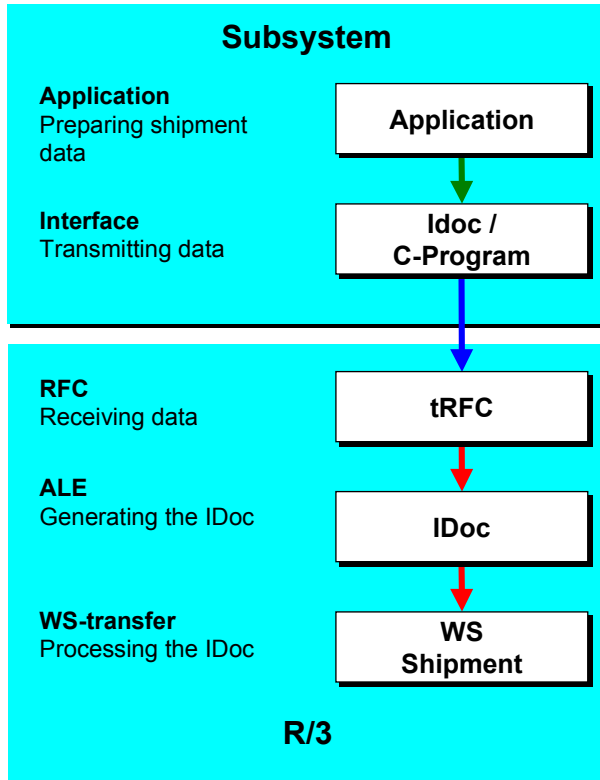 Subsystem
Application
Preparing shipment
data
Application
Interface
Transmitting data
Idoc /
C-Program
RFC
Receiving data
tRFC
ALE
Generating the IDoc
IDoc
WS-transfer
Processing the IDoc
WS
Shipment
R/3